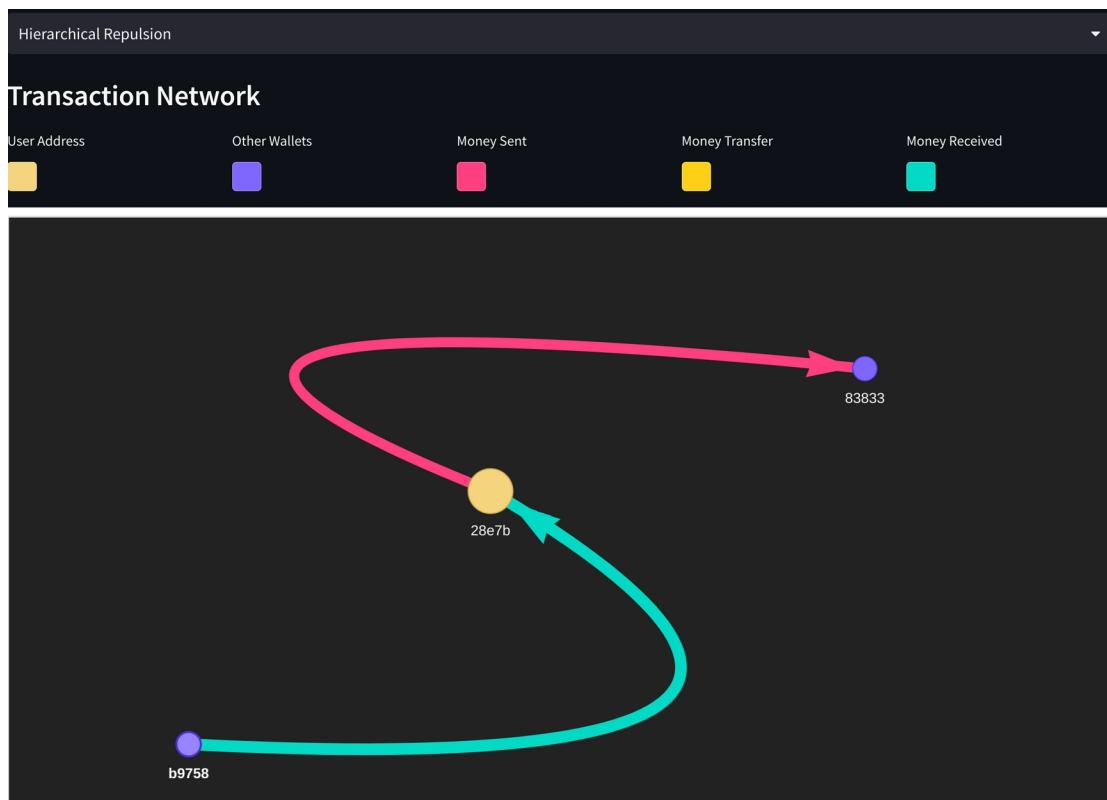 Hierarchical Repulsion
Transaction Network
User Address
Other Wallets
Money Sent
Money Transfer
Money Received
83833
28e7b
b9758